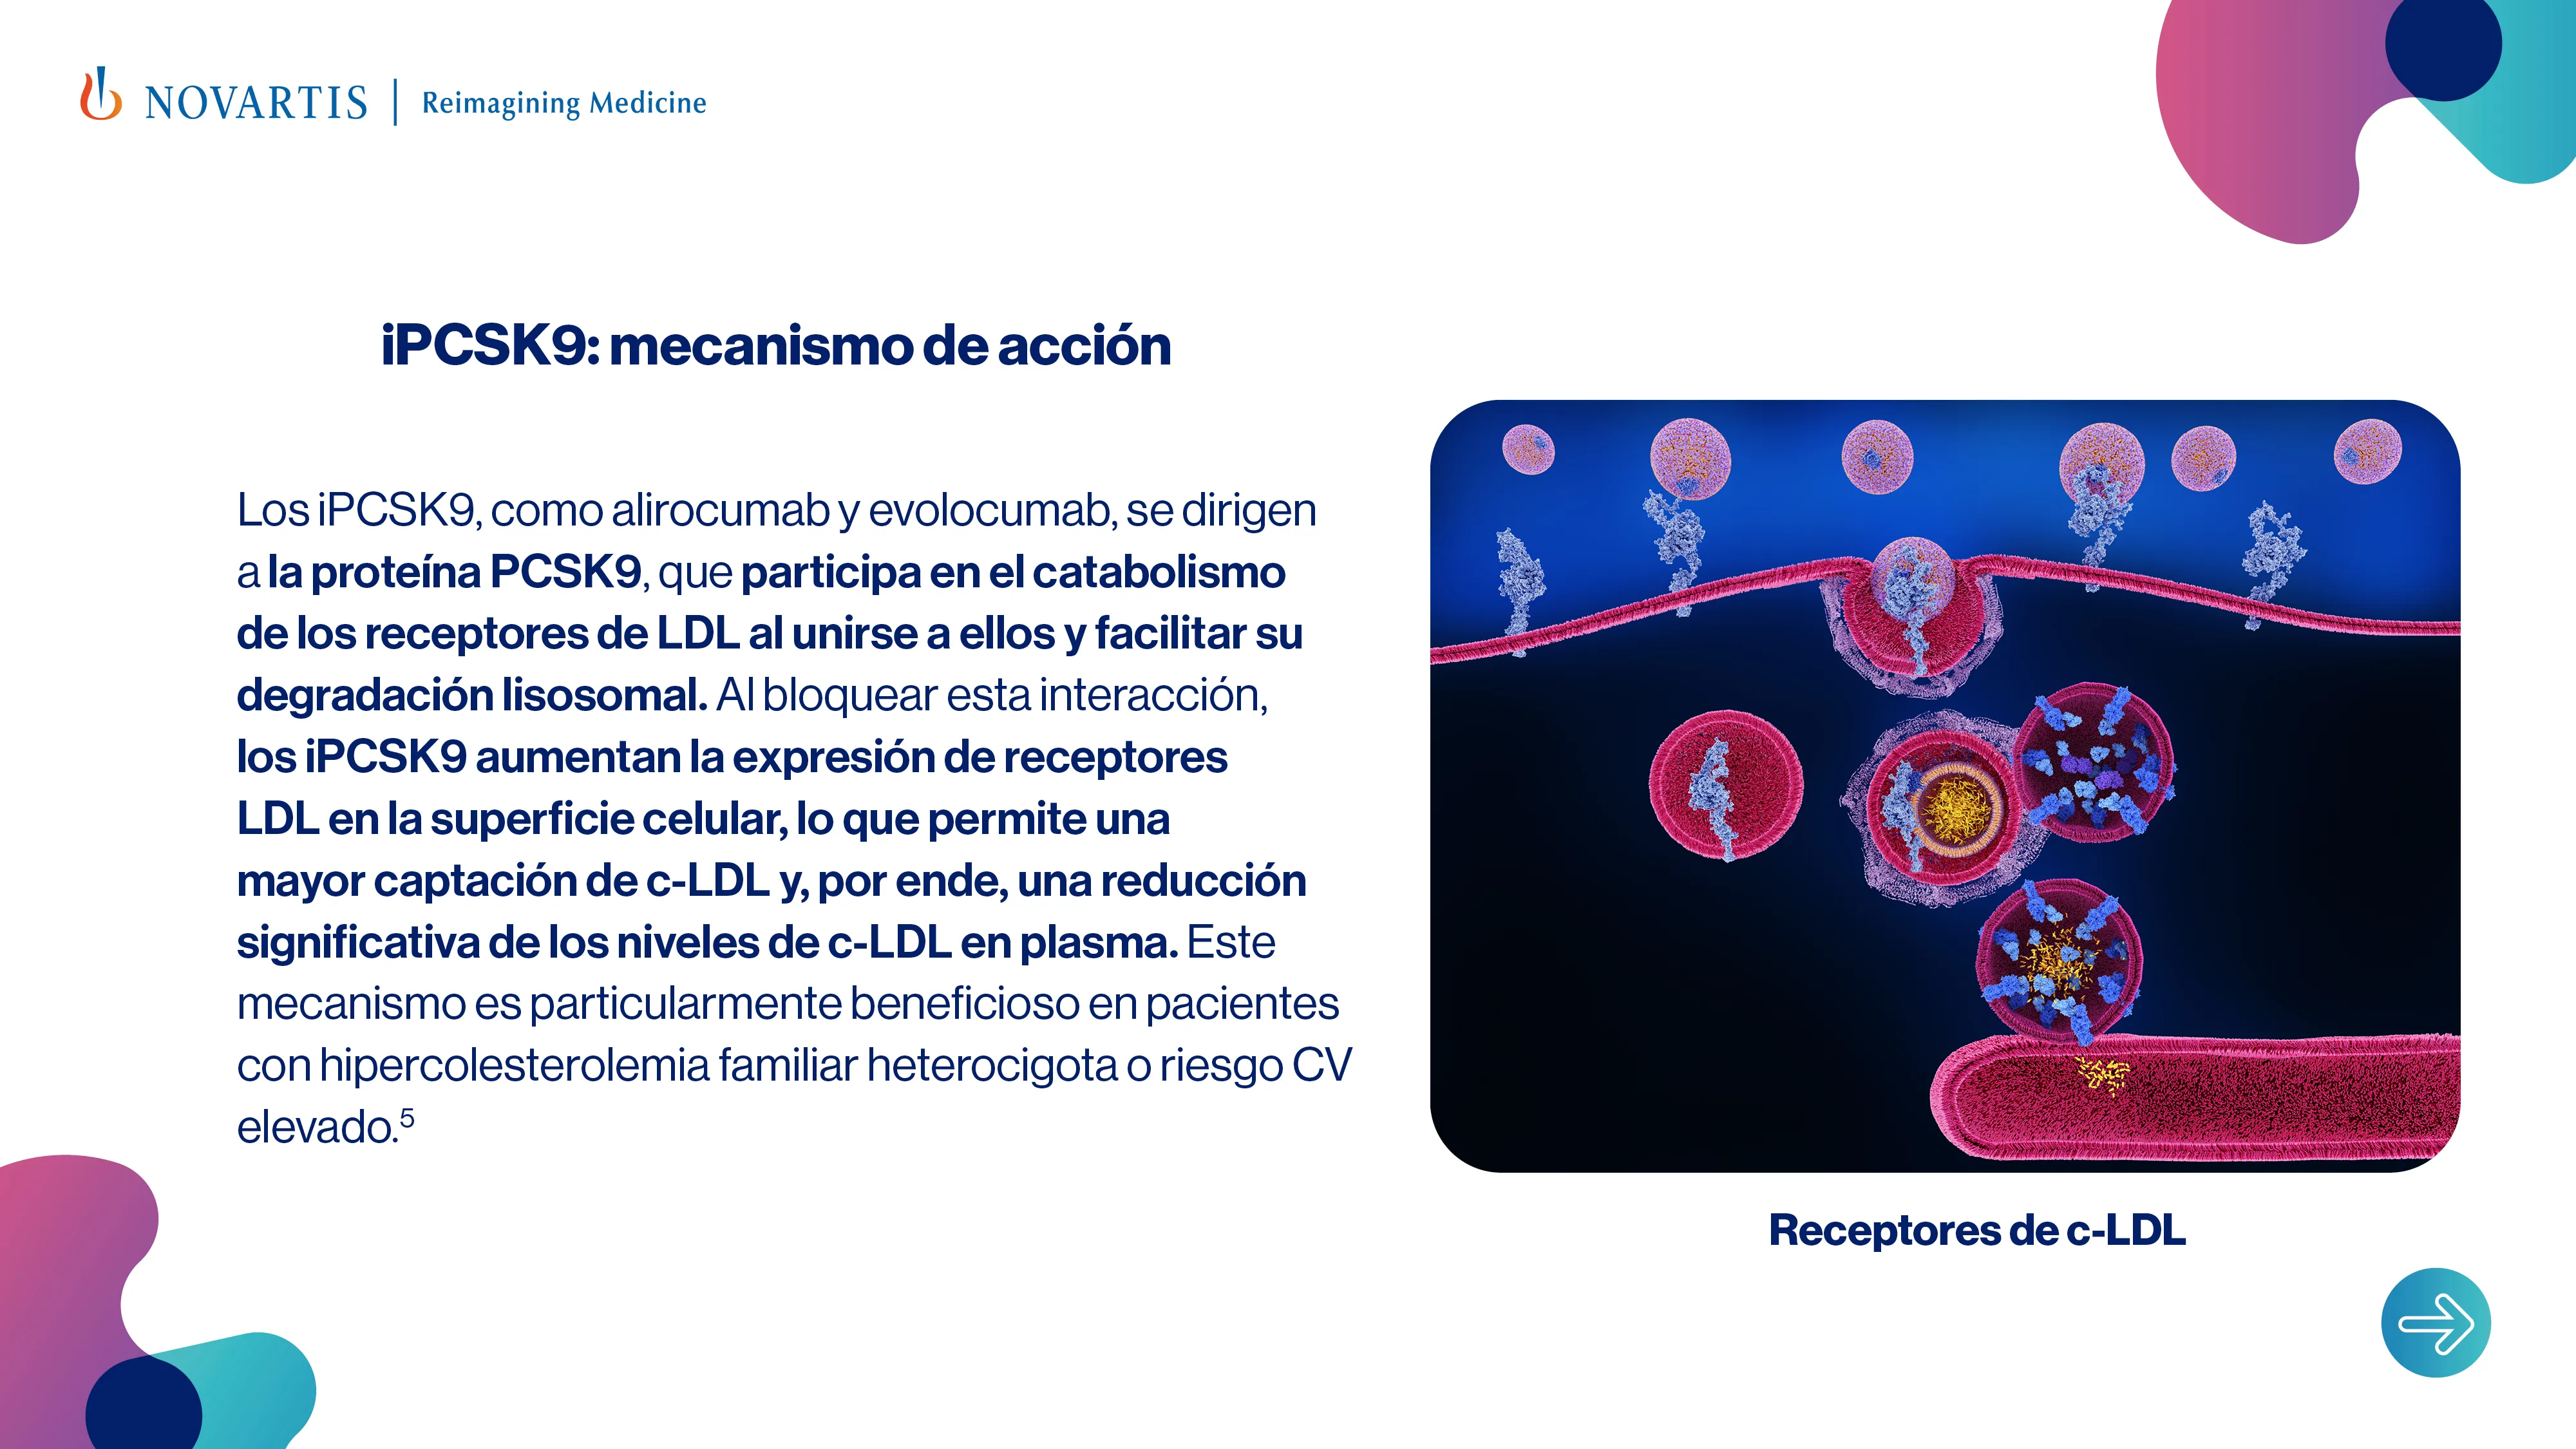 NOVARTIS | Reimagining Medicine
iPCSK9: mecanismo de acción
Los iPCSK9, como alirocumab y evolocumab, se dirigen
a la proteína PCSK9, que participa en el catabolismo
de los receptores de LDL al unirse a ellos y facilitar su
degradación lisosomal. Al bloquear esta interacción,
los iPCSK9 aumentan la expresión de receptores
LDL en la superficie celular, lo que permite una
mayor captación de c-LDL y, por ende, una reducción
significativa de los niveles de c-LDL en plasma. Este
mecanismo es particularmente beneficioso en pacientes
con hipercolesterolemia familiar heterocigota o riesgo CV
elevado.⁵
Receptores de c-LDL